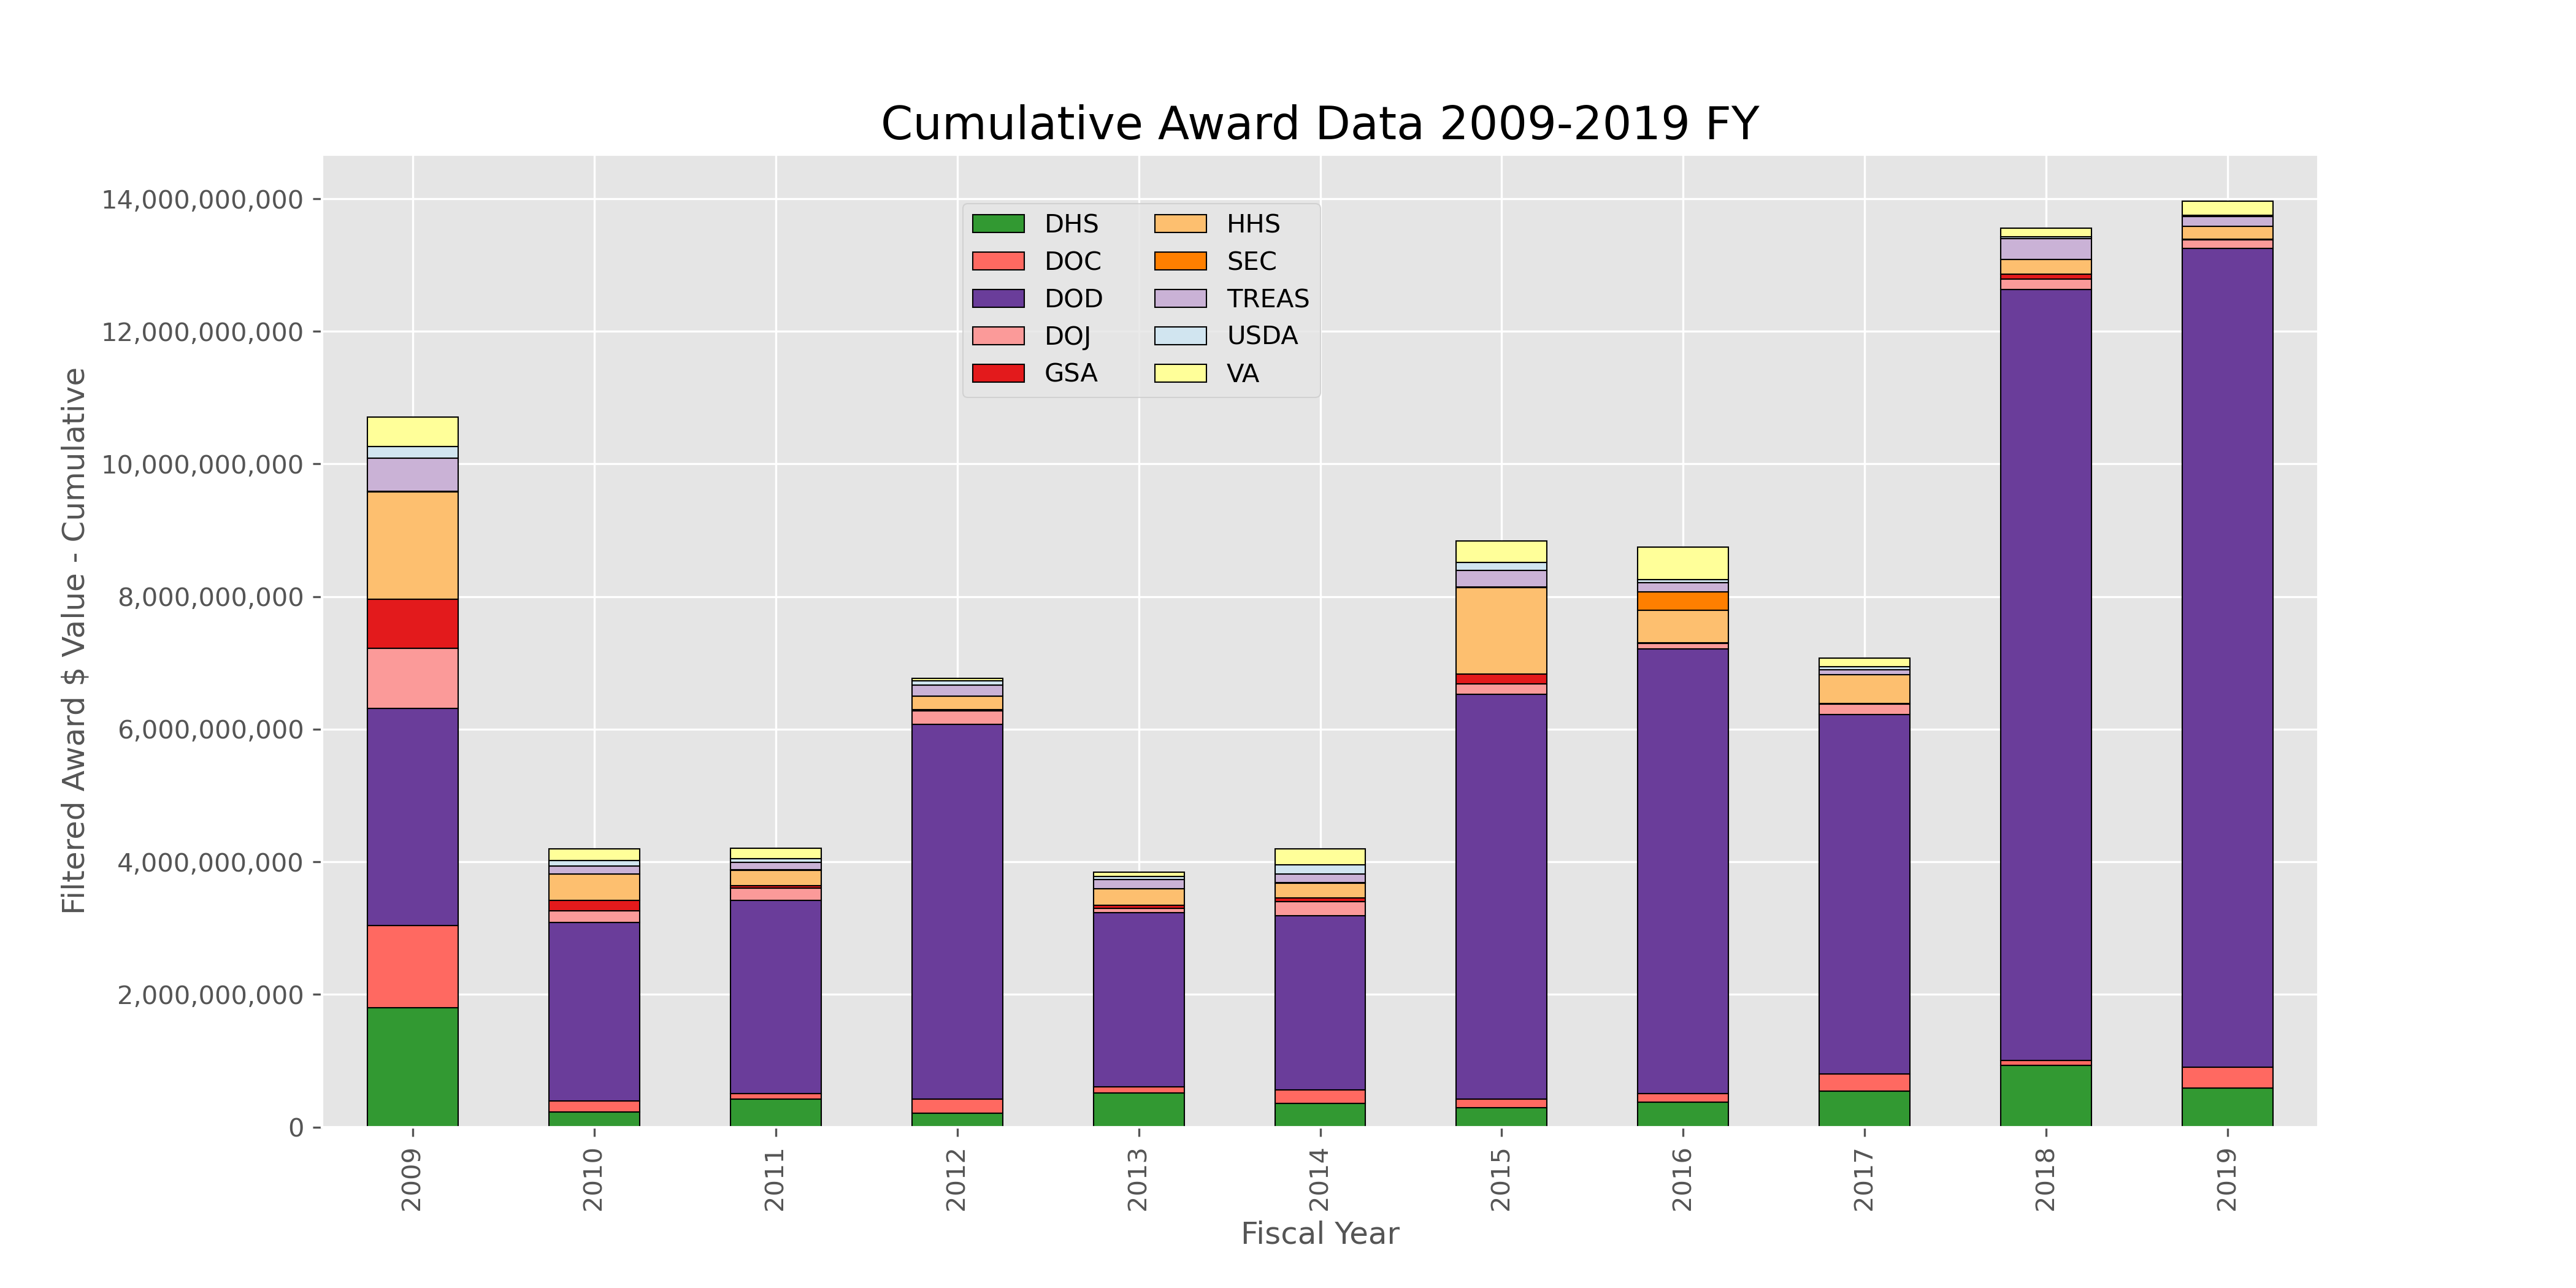 Cumulative Award Data 2009-2019 FY
Filtered Award $ Value - Cumulative
14,000,000,000
12,000,000,000
10,000,000,000
8,000,000,000
6,000,000,000
4,000,000,000
2,000,000,000
0
DHS
DOC
DOD
DOJ
GSA
HHS
SEC
TREAS
USDA
VA
2009
2010
2011
2012
2013
2014
2015
2016
2017
2018
2019
Fiscal Year